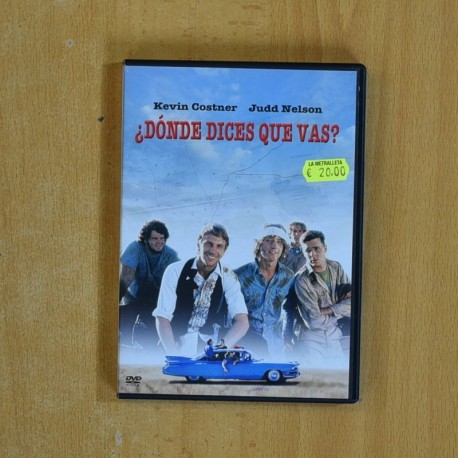 Kevin Costner Judd Nelson
¿DÓNDE DICES QUE VAS?
LA METRALLETA
€ 20.00
DVD